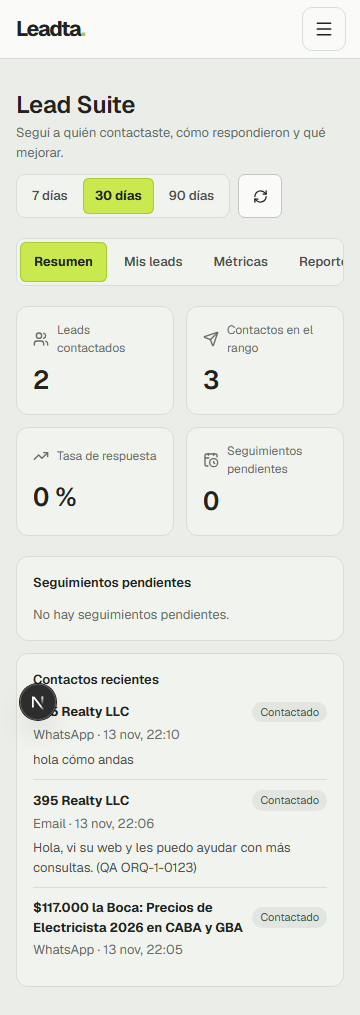 Leadta.
Lead Suite
Seguí a quién contactaste, cómo respondieron y qué
mejorar.
7 días
30 días
90 días
Resumen
Mis leads
Métricas
Report
Leads
contactados
2
Contactos en el
rango
3
Tasa de respuesta
0 %
Seguimientos
pendientes
0
Seguimientos pendientes
No hay seguimientos pendientes.
Contactos recientes
N
5 Realty LLC
Contactado
WhatsApp · 13 nov, 22:10
hola cómo andas
395 Realty LLC
Contactado
Email · 13 nov, 22:06
Hola, vi su web y les puedo ayudar con más
consultas. (QA ORQ-1-0123)
$117.000 la Boca: Precios de
Electricista 2026 en CABA y GBA
Contactado
WhatsApp · 13 nov, 22:05